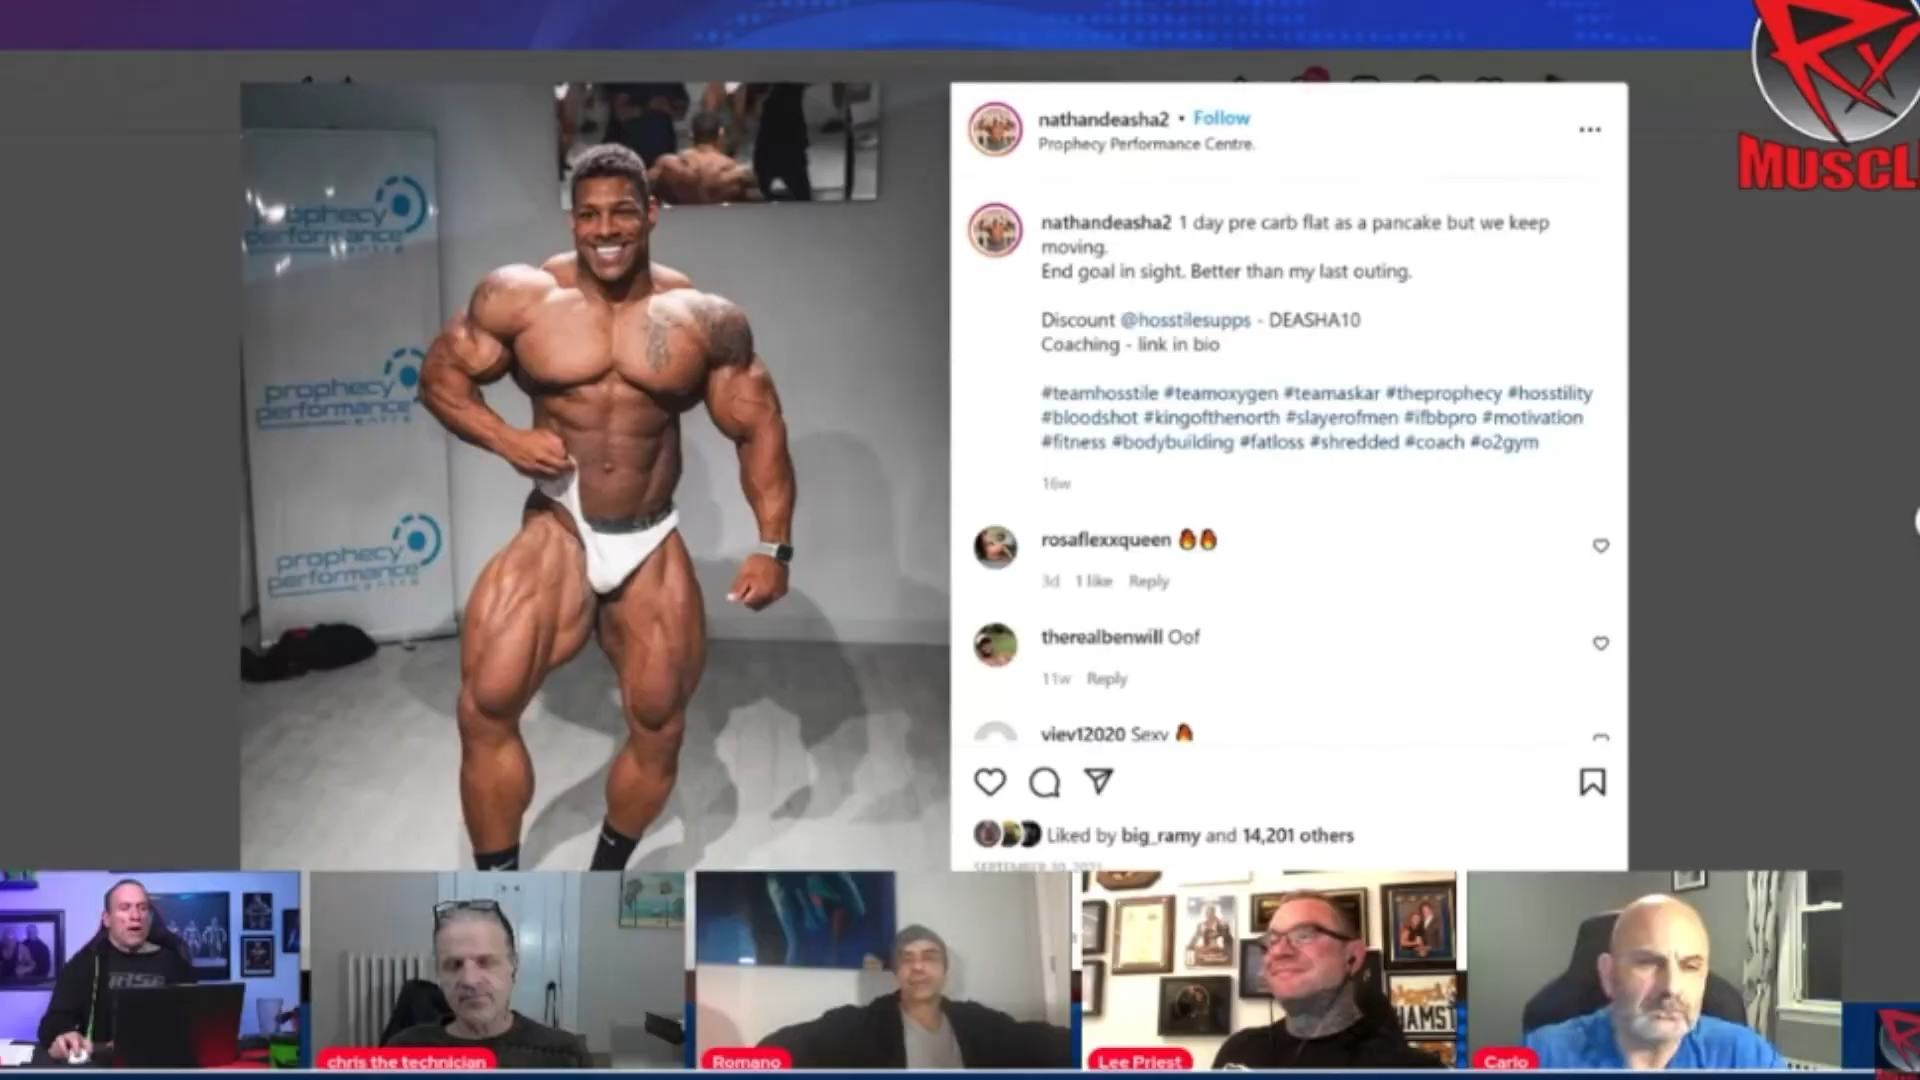 Rx
MUSCL
prophecy
performance
centre
prophecy
performance
centre
prophecy
performance
centre
nathandeasha2 • Follow
Prophecy Performance Centre.
nathandeasha2 1 day pre carb flat as a pancake but we keep
moving.
End goal in sight. Better than my last outing.
Discount @hosstilesupps - DEASHA10
Coaching - link in bio
#teamhosstile #teamoxygen #teamaskar #theprophecy #hosstility
#bloodshot #kingofthenorth #slayerofmen #ifbbpro #motivation
#fitness #bodybuilding #fatloss #shredded #coach #o2gym
16w
rosaflexxqueen 🔥🔥
3d 1 like Reply
therealbenwill Oof
11w Reply
viev12020 Sexy 🔥
Liked by big_ramy and 14,201 others
chris the technician
Romano
Lee Priest
Carlo